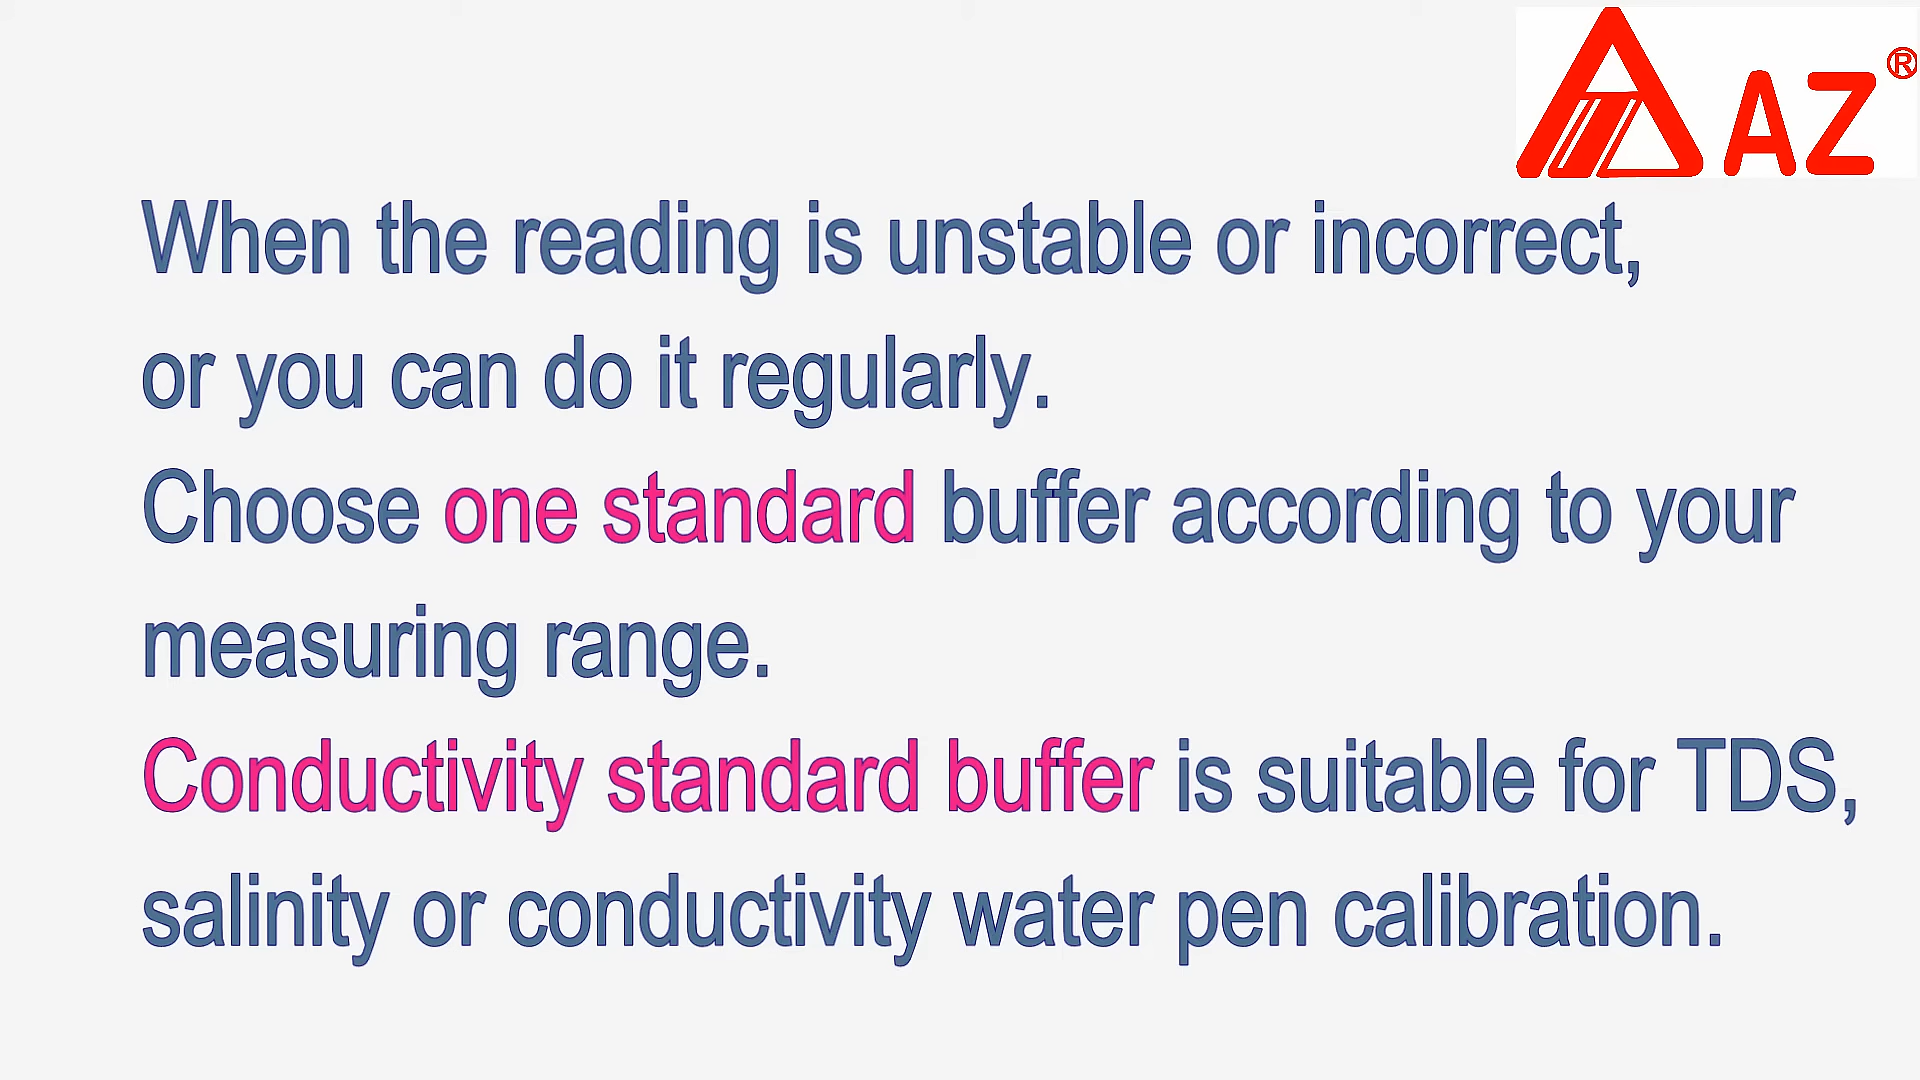 AZ®
When the reading is unstable or incorrect,
or you can do it regularly.
Choose one standard buffer according to your
measuring range.
Conductivity standard buffer is suitable for TDS,
salinity or conductivity water pen calibration.